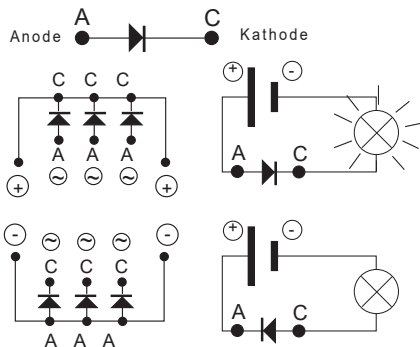 Anode A C Kathode
C C C
A A A
~ ~ ~
+ +
+ -
A C
- ~ ~ ~ -
C C C
A A A
+ -
A C